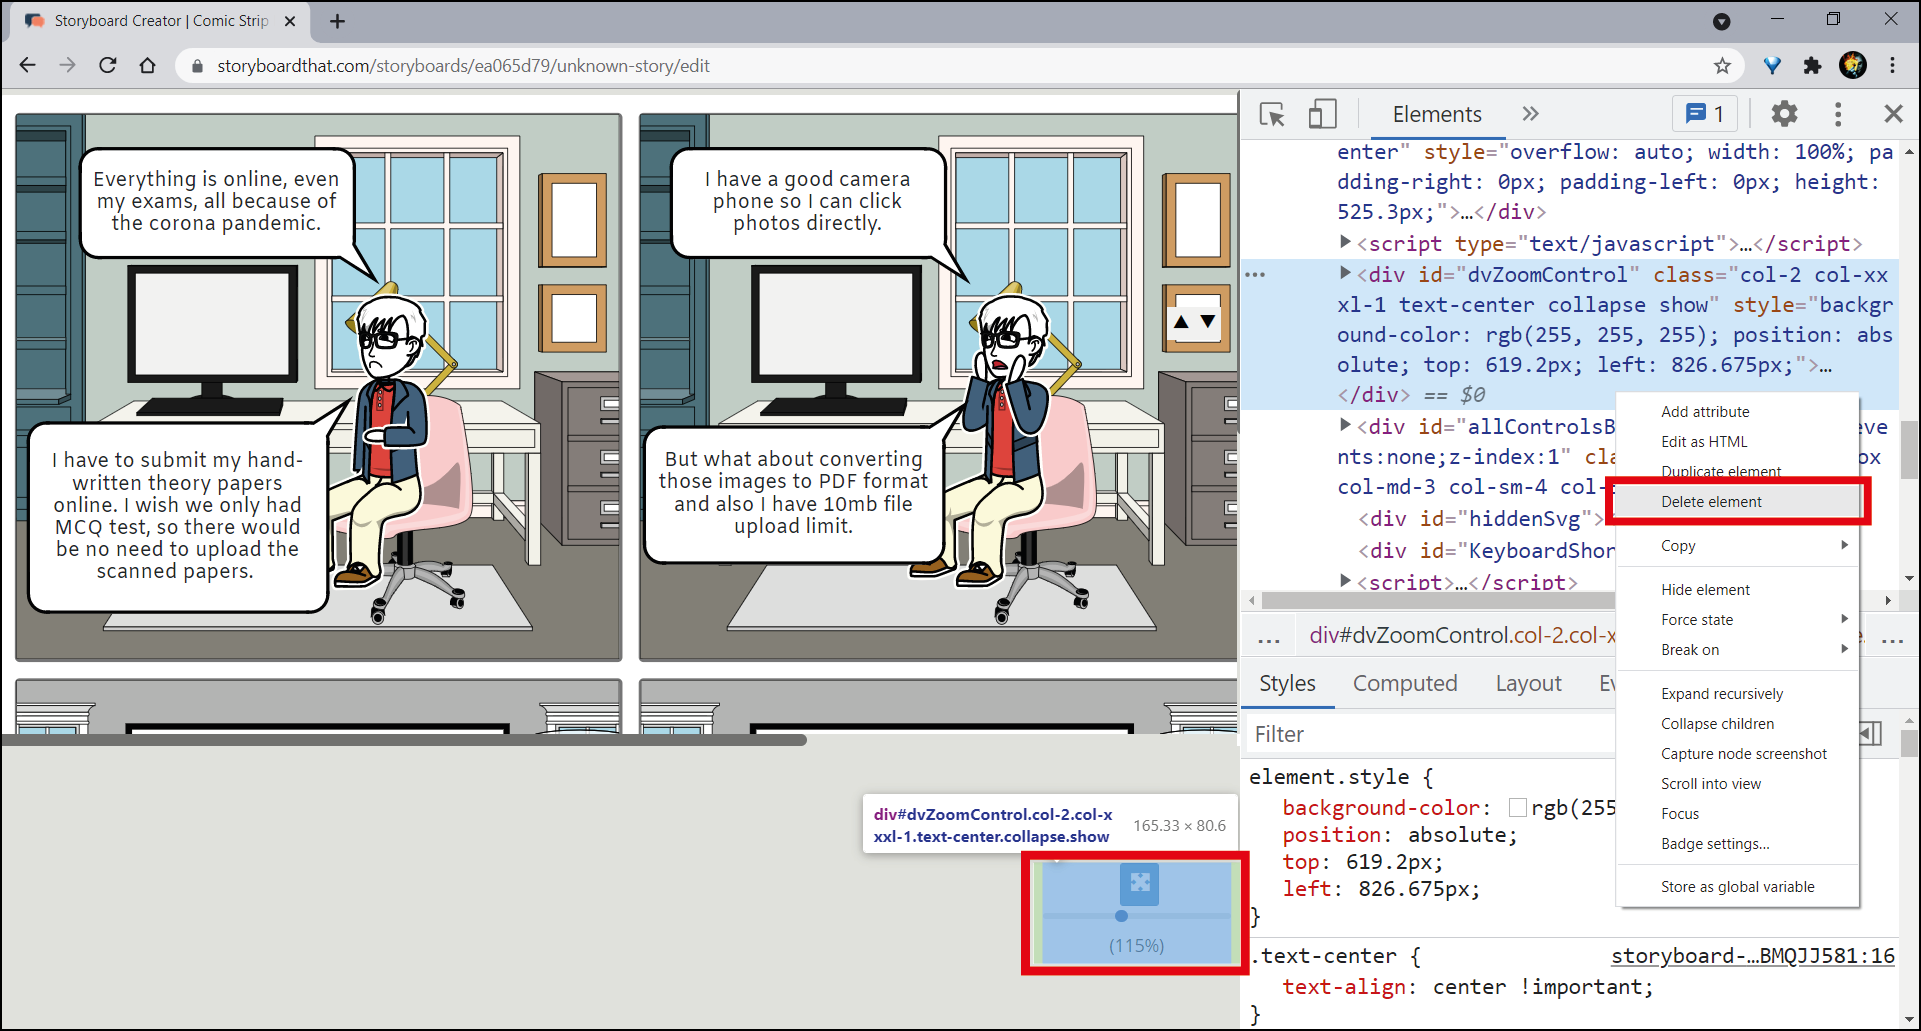 Storyboard Creator | Comic Strip
storyboardthat.com/storyboards/ea065d79/unknown-story/edit
Everything is online, even
my exams, all because of
the corona pandemic.
I have to submit my hand-
written theory papers
online. I wish we only had
MCQ test, so there would
be no need to upload the
scanned papers.
I have a good camera
phone so I can click
photos directly.
But what about converting
those images to PDF format
and also I have 10mb file
upload limit.
div#dvZoomControl.col-2.col-x
xxl-1.text-center.collapse.show
165.33 × 80.6
(115%)
Elements
1
enter" style="overflow: auto; width: 100%; pa
dding-right: 0px; padding-left: 0px; height:
525.3px;">…</div>
<script type="text/javascript">…</script>
<div id="dvZoomControl" class="col-2 col-xx
xl-1 text-center collapse show" style="backgr
ound-color: rgb(255, 255, 255); position: abs
olute; top: 619.2px; left: 826.675px;">…
</div> == $0
<div id="allControlsB eve
nts:none;z-index:1" cla ox
col-md-3 col-sm-4 col-
<div id="hiddenSvg">
<div id="KeyboardShor
<script>…</script>
... div#dvZoomControl.col-2.col-x e. ...
Add attribute
Edit as HTML
Duplicate element
Delete element
Copy
Hide element
Force state
Break on
Expand recursively
Collapse children
Capture node screenshot
Scroll into view
Focus
Badge settings...
Store as global variable
Styles Computed Layout Ev
Filter
element.style {
background-color: rgb(255
position: absolute;
top: 619.2px;
left: 826.675px;
}
.text-center { storyboard-…BMQJJ581:16
text-align: center !important;
}